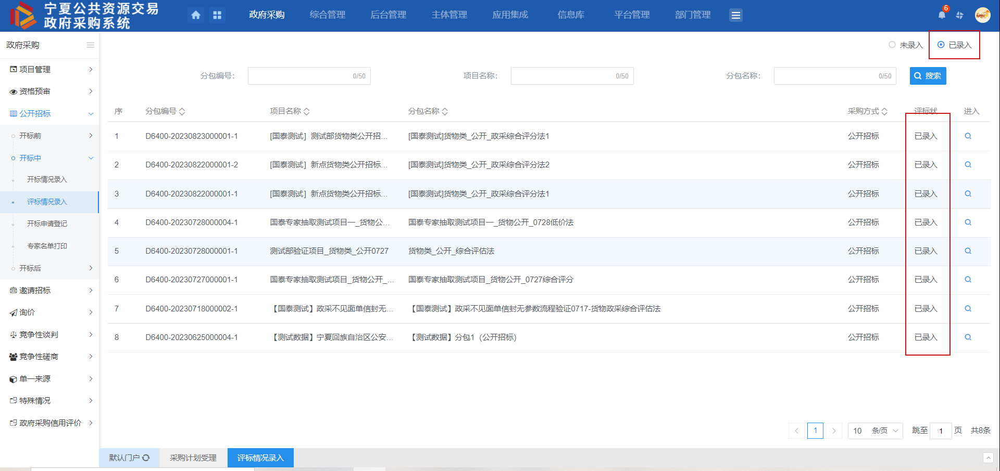 宁夏公共资源交易
政府采购系统
政府采购 综合管理 后台管理 主体管理 应用集成 信息库 平台管理 部门管理
6
政府采购
项目管理
资格预审
公开招标
开标前
开标中
开标情况录入
评标情况录入
开标申请登记
专家名单打印
开标后
邀请招标
询价
竞争性谈判
竞争性磋商
单一来源
特殊情况
政府采购信用评价
未录入 已录入
分包编号: 0/50 项目名称: 0/50 分包名称: 0/50 搜索
序 分包编号 项目名称 分包名称 采购方式 评标状 进入
1 D6400-20230823000001-1 [国泰测试] 测试部货物类公开招... [国泰测试]货物类_公开_政采综合评分法1 公开招标 已录入
2 D6400-20230822000001-2 [国泰测试] 新点货物类公开招标... [国泰测试]货物类_公开_政采综合评分法2 公开招标 已录入
3 D6400-20230822000001-1 [国泰测试] 新点货物类公开招标... [国泰测试]货物类_公开_政采综合评分法1 公开招标 已录入
4 D6400-20230728000004-1 国泰专家抽取测试项目一_货物公... 国泰专家抽取测试项目一_货物公开_0728低价法 公开招标 已录入
5 D6400-20230728000001-1 测试部验证项目_货物类_公开0727 货物类_公开_综合评估法 公开招标 已录入
6 D6400-20230727000001-1 国泰专家抽取测试项目_货物公开_... 国泰专家抽取测试项目_货物公开_0727综合评分 公开招标 已录入
7 D6400-20230718000002-1 【国泰测试】政采不见面单信封无... 【国泰测试】政采不见面单信封无参数流程验证0717-货物政采综合评估法 公开招标 已录入
8 D6400-20230625000004-1 【测试数据】宁夏回族自治区公安... 【测试数据】分包1（公开招标） 公开招标 已录入
1 10 条/页 跳至 1 页 共8条
默认门户 采购计划受理 评标情况录入